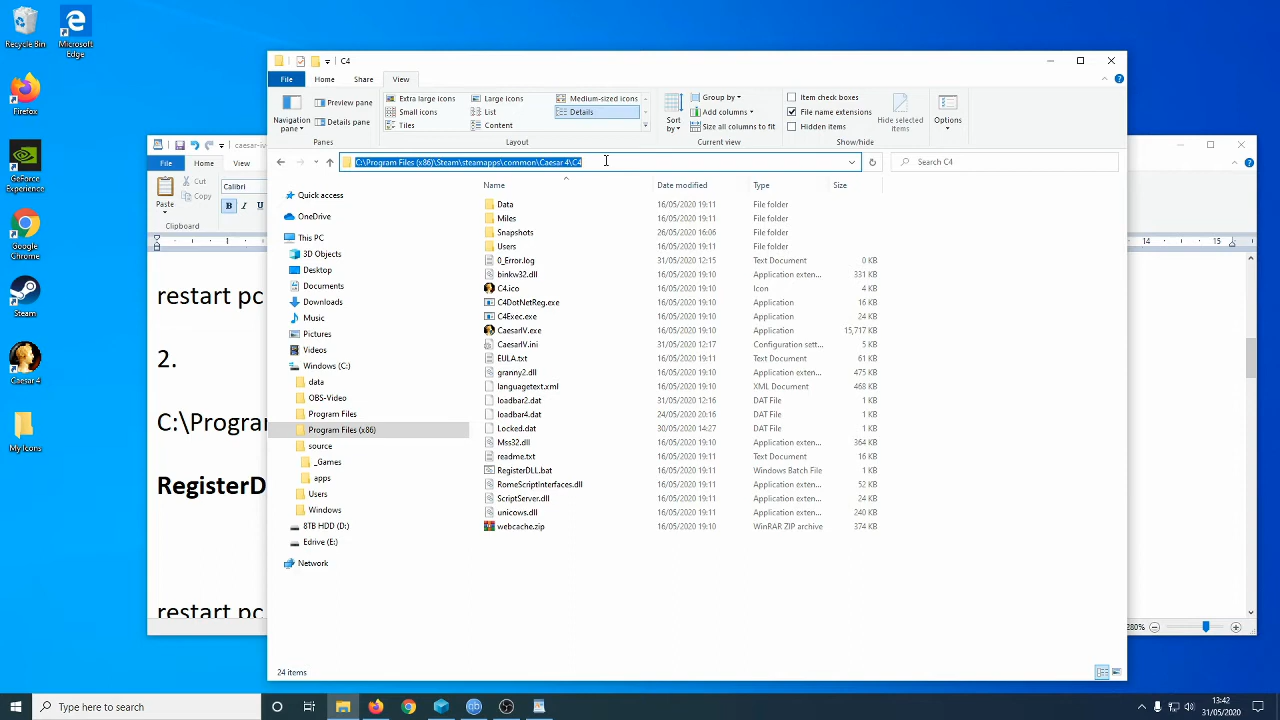 Recycle Bin
Microsoft Edge
Firefox
GeForce Experience
Google Chrome
Steam
Caesar 4
My Icons
C4
File Home Share View
Navigation pane
Preview pane
Details pane
Panes
Extra large icons Large icons Medium-sized icons
Small icons List Details
Tiles Content
Layout
Sort by
Group by
Add columns
Size all columns to fit
Current view
Item check boxes
File name extensions
Hidden items
Hide selected items
Show/hide
Options
C:\Program Files (x86)\Steam\steamapps\common\Caesar 4\C4
Search C4
Quick access
OneDrive
This PC
3D Objects
Desktop
Documents
Downloads
Music
Pictures
Videos
Windows (C:)
data
OBS-Video
Program Files
Program Files (x86)
source
_Games
apps
Users
Windows
8TB HDD (D:)
Edrive (E:)
Network
Name Date modified Type Size
Data 16/05/2020 19:11 File folder
Miles 16/05/2020 19:11 File folder
Snapshots 26/05/2020 16:06 File folder
Users 16/05/2020 19:11 File folder
0_Error.log 31/05/2020 12:15 Text Document 0 KB
binkw32.dll 16/05/2020 19:10 Application exten... 331 KB
C4.ico 16/05/2020 19:10 Icon 4 KB
C4DotNetReg.exe 16/05/2020 19:10 Application 16 KB
C4Exec.exe 16/05/2020 19:10 Application 24 KB
CaesarIV.exe 16/05/2020 19:10 Application 15,717 KB
CaesarIV.ini 31/05/2020 12:17 Configuration sett... 5 KB
EULA.txt 16/05/2020 19:11 Text Document 61 KB
granny2.dll 16/05/2020 19:10 Application exten... 475 KB
languagetext.xml 16/05/2020 19:10 XML Document 468 KB
loadbar2.dat 31/05/2020 12:16 DAT File 1 KB
loadbar4.dat 24/05/2020 20:16 DAT File 1 KB
Locked.dat 30/05/2020 14:27 DAT File 1 KB
Mss32.dll 16/05/2020 19:10 Application exten... 364 KB
readme.txt 16/05/2020 19:11 Text Document 16 KB
RegisterDLL.bat 16/05/2020 19:11 Windows Batch File 1 KB
RomeScriptInterfaces.dll 16/05/2020 19:11 Application exten... 52 KB
ScriptServer.dll 16/05/2020 19:11 Application exten... 24 KB
unicows.dll 16/05/2020 19:11 Application exten... 240 KB
webcache.zip 16/05/2020 19:10 WinRAR ZIP archive 374 KB
24 items
caesar-iv
File Home View
Paste
Cut
Copy
Clipboard
Calibri
B I U
1
14 15
restart pc
2.
C:\Progran
RegisterD
restart pc
280%
Type here to search
13:42
31/05/2020